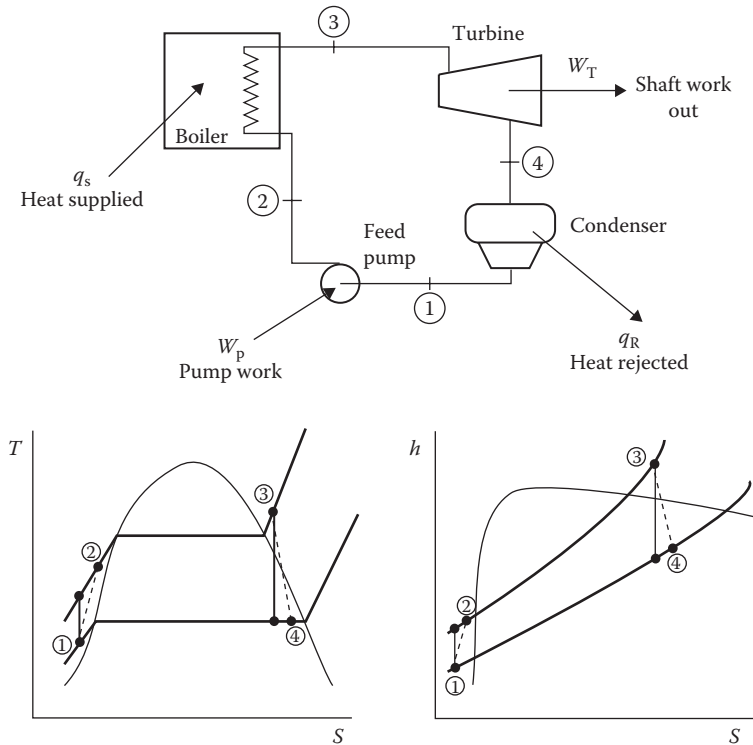 ③
Turbine
W_T
Shaft work
out
Boiler
④
q_s
Heat supplied
②
Feed
pump
Condenser
①
W_p
Pump work
q_R
Heat rejected
T
③
②
①
④
S
h
③
②
④
①
S